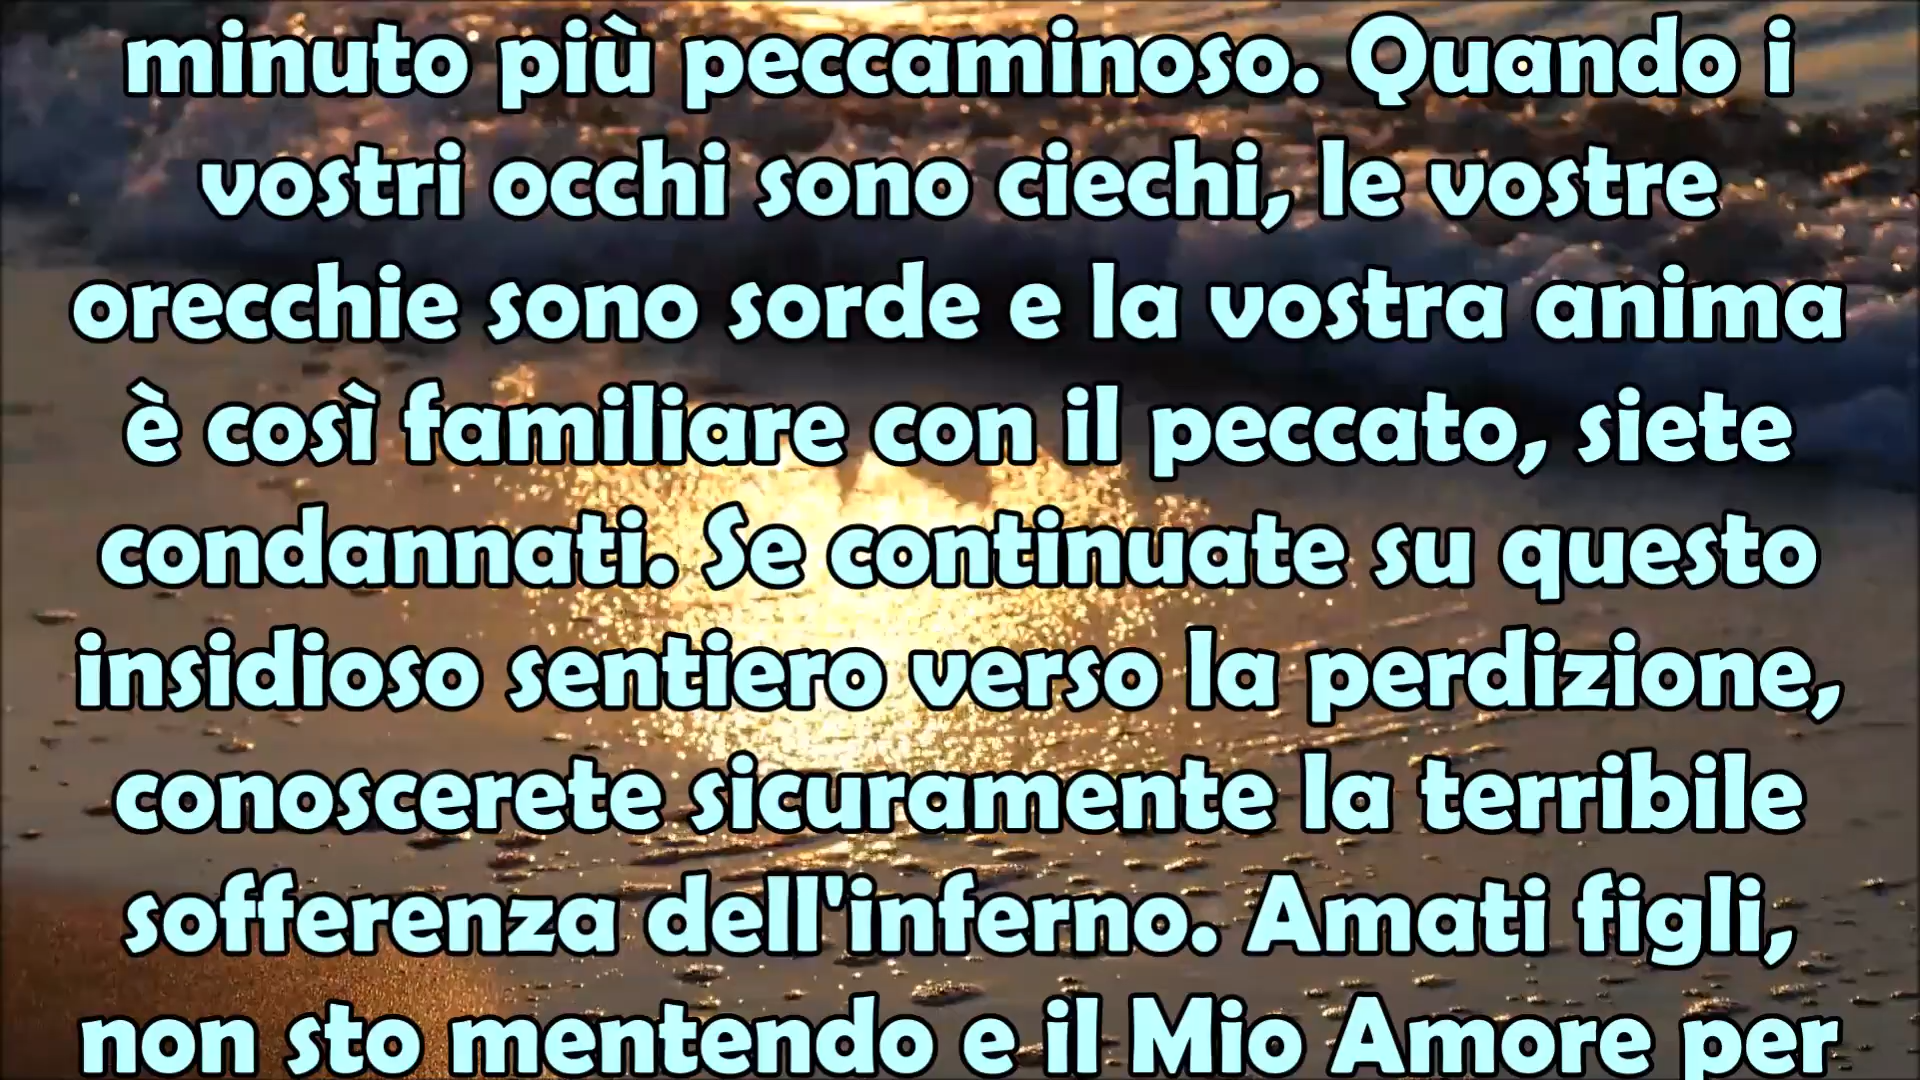 minuto più peccaminoso. Quando i
vostri occhi sono ciechi, le vostre
orecchie sono sorde e la vostra anima
è così familiare con il peccato, siete
condannati. Se continuate su questo
insidioso sentiero verso la perdizione,
conoscerete sicuramente la terribile
sofferenza dell'inferno. Amati figli,
non sto mentendo e il Mio Amore per